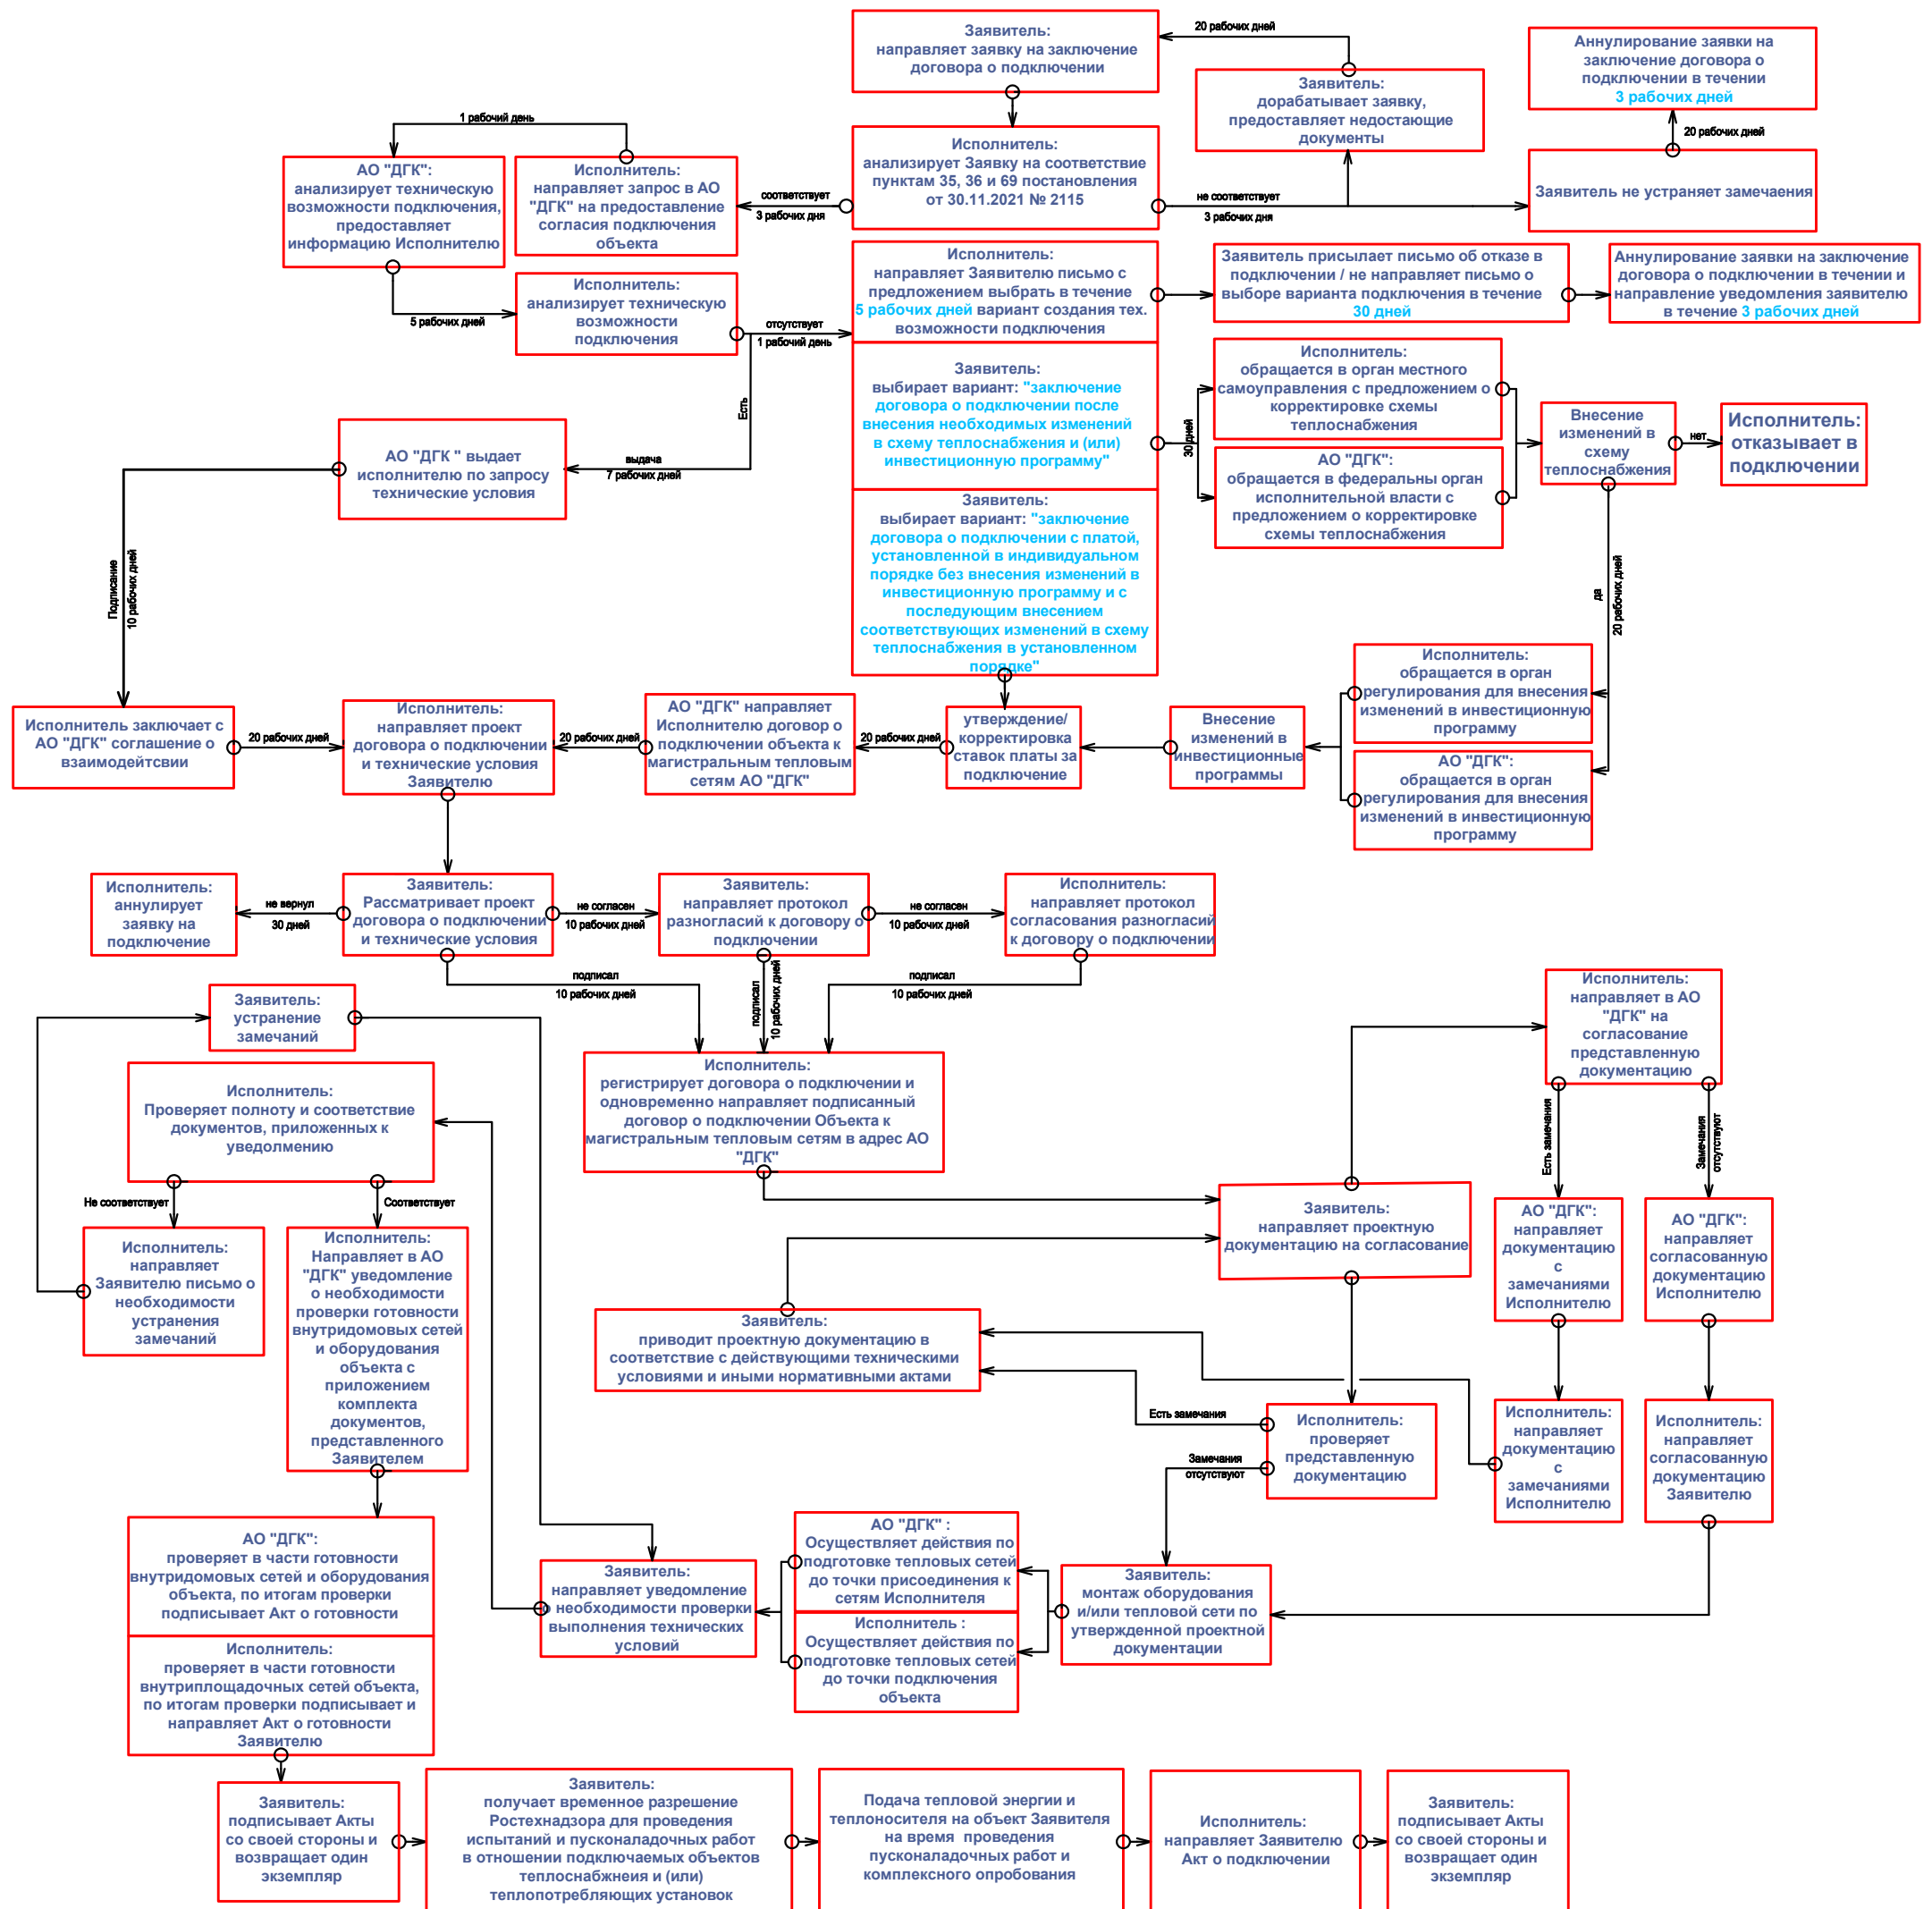 Заявитель:
направляет заявку на заключение
договора о подключении
20 рабочих дней
Заявитель:
дорабатывает заявку,
предоставляет недостающие
документы
Аннулирование заявки на
заключение договора о
подключении в течении
3 рабочих дней
20 рабочих дней
1 рабочий день
АО "ДГК":
анализирует техническую
возможности подключения,
предоставляет
информацию Исполнителю
Исполнитель:
направляет запрос в АО
"ДГК" на предоставление
согласия подключения
объекта
соответствует
3 рабочих дня
Исполнитель:
анализирует Заявку на соответствие
пунктам 35, 36 и 69 постановления
от 30.11.2021 № 2115
не соответствует
3 рабочих дня
Заявитель не устраняет замечаения
5 рабочих дней
Исполнитель:
анализирует техническую
возможности
подключения
отсутствует
1 рабочий день
Исполнитель:
направляет Заявителю письмо с
предложением выбрать в течение
5 рабочих дней вариант создания тех.
возможности подключения
Заявитель присылает письмо об отказе в
подключении / не направляет письмо о
выборе варианта подключения в течение
30 дней
Аннулирование заявки на заключение
договора о подключении в течении и
направление уведомления заявителю
в течение 3 рабочих дней
Есть
Заявитель:
выбирает вариант: "заключение
договора о подключении после
внесения необходимых изменений
в схему теплоснабжения и (или)
инвестиционную программу"
30 дней
Исполнитель:
обращается в орган местного
самоуправления с предложением о
корректировке схемы
теплоснабжения
АО "ДГК":
обращается в федеральны орган
исполнительной власти с
предложением о корректировке
схемы теплоснабжения
Внесение
изменений в
схему
теплоснабжения
нет
Исполнитель:
отказывает в
подключении
АО "ДГК " выдает
исполнителю по запросу
технические условия
выдача
7 рабочих дней
Заявитель:
выбирает вариант: "заключение
договора о подключении с платой,
установленной в индивидуальном
порядке без внесения изменений в
инвестиционную программу и с
последующим внесением
соответствующих изменений в схему
теплоснабжения в установленном
порядке"
Подписание
10 рабочих дней
да
20 рабочих дней
Исполнитель:
обращается в орган
регулирования для внесения
изменений в инвестиционную
программу
АО "ДГК":
обращается в орган
регулирования для внесения
изменений в инвестиционную
программу
Исполнитель заключает с
АО "ДГК" соглашение о
взаимодейтсвии
20 рабочих дней
Исполнитель:
направляет проект
договора о подключении
и технические условия
Заявителю
20 рабочих дней
АО "ДГК" направляет
Исполнителю договор о
подключении объекта к
магистральным тепловым
сетям АО "ДГК"
20 рабочих дней
утверждение/
корректировка
ставок платы за
подключение
Внесение
изменений в
инвестиционные
программы
Исполнитель:
аннулирует
заявку на
подключение
не вернул
30 дней
Заявитель:
Рассматривает проект
договора о подключении
и технические условия
не согласен
10 рабочих дней
Заявитель:
направляет протокол
разногласий к договору о
подключении
не согласен
10 рабочих дней
Исполнитель:
направляет протокол
согласования разногласий
к договору о подключении
подписал
10 рабочих дней
подписал
10 рабочих дней
подписал
10 рабочих дней
Заявитель:
устранение
замечаний
Исполнитель:
Проверяет полноту и соответствие
документов, приложенных к
уведолмению
Исполнитель:
регистрирует договора о подключении и
одновременно направляет подписанный
договор о подключении Объекта к
магистральным тепловым сетям в адрес АО
"ДГК"
Исполнитель:
направляет в АО
"ДГК" на
согласование
представленную
документацию
Есть замечания
Замечания
отсутствуют
Не соответствует
Соответствует
Исполнитель:
направляет
Заявителю письмо о
необходимости
устранения
замечаний
Исполнитель:
Направляет в АО
"ДГК" уведомление
о необходимости
проверки готовности
внутридомовых сетей
и оборудования
объекта с
приложением
комплекта
документов,
представленного
Заявителем
Заявитель:
направляет проектную
документацию на согласование
АО "ДГК":
направляет
документацию
с
замечаниями
Исполнителю
АО "ДГК":
направляет
согласованную
документацию
Исполнителю
Заявитель:
приводит проектную документацию в
соответствие с действующими техническими
условиями и иными нормативными актами
Есть замечания
Замечания
отсутствуют
Исполнитель:
проверяет
представленную
документацию
Исполнитель:
направляет
документацию
с
замечаниями
Исполнителю
Исполнитель:
направляет
согласованную
документацию
Заявителю
АО "ДГК":
проверяет в части готовности
внутридомовых сетей и оборудования
объекта, по итогам проверки
подписывает Акт о готовности
Исполнитель:
проверяет в части готовности
внутриплощадочных сетей объекта,
по итогам проверки подписывает и
направляет Акт о готовности
Заявителю
Заявитель:
направляет уведомление
о необходимости проверки
выполнения технических
условий
АО "ДГК" :
Осуществляет действия по
подготовке тепловых сетей
до точки присоединения к
сетям Исполнителя
Исполнитель :
Осуществляет действия по
подготовке тепловых сетей
до точки подключения
объекта
Заявитель:
монтаж оборудования
и/или тепловой сети по
утвержденной проектной
документации
Заявитель:
подписывает Акты
со своей стороны и
возвращает один
экземпляр
Заявитель:
получает временное разрешение
Ростехнадзора для проведения
испытаний и пусконаладочных работ
в отношении подключаемых объектов
теплоснабжнеия и (или)
теплопотребляющих установок
Подача тепловой энергии и
теплоносителя на объект Заявителя
на время проведения
пусконаладочных работ и
комплексного опробования
Исполнитель:
направляет Заявителю
Акт о подключении
Заявитель:
подписывает Акты
со своей стороны и
возвращает один
экземпляр